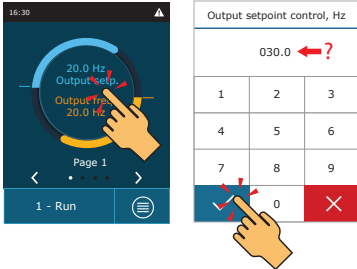 16:30
20.0 Hz
Output setp.
Output freq.
20.0 Hz
Page 1
1 - Run
Output setpoint control, Hz
030.0 ?
1 2 3
4 5 6
7 8 9
0